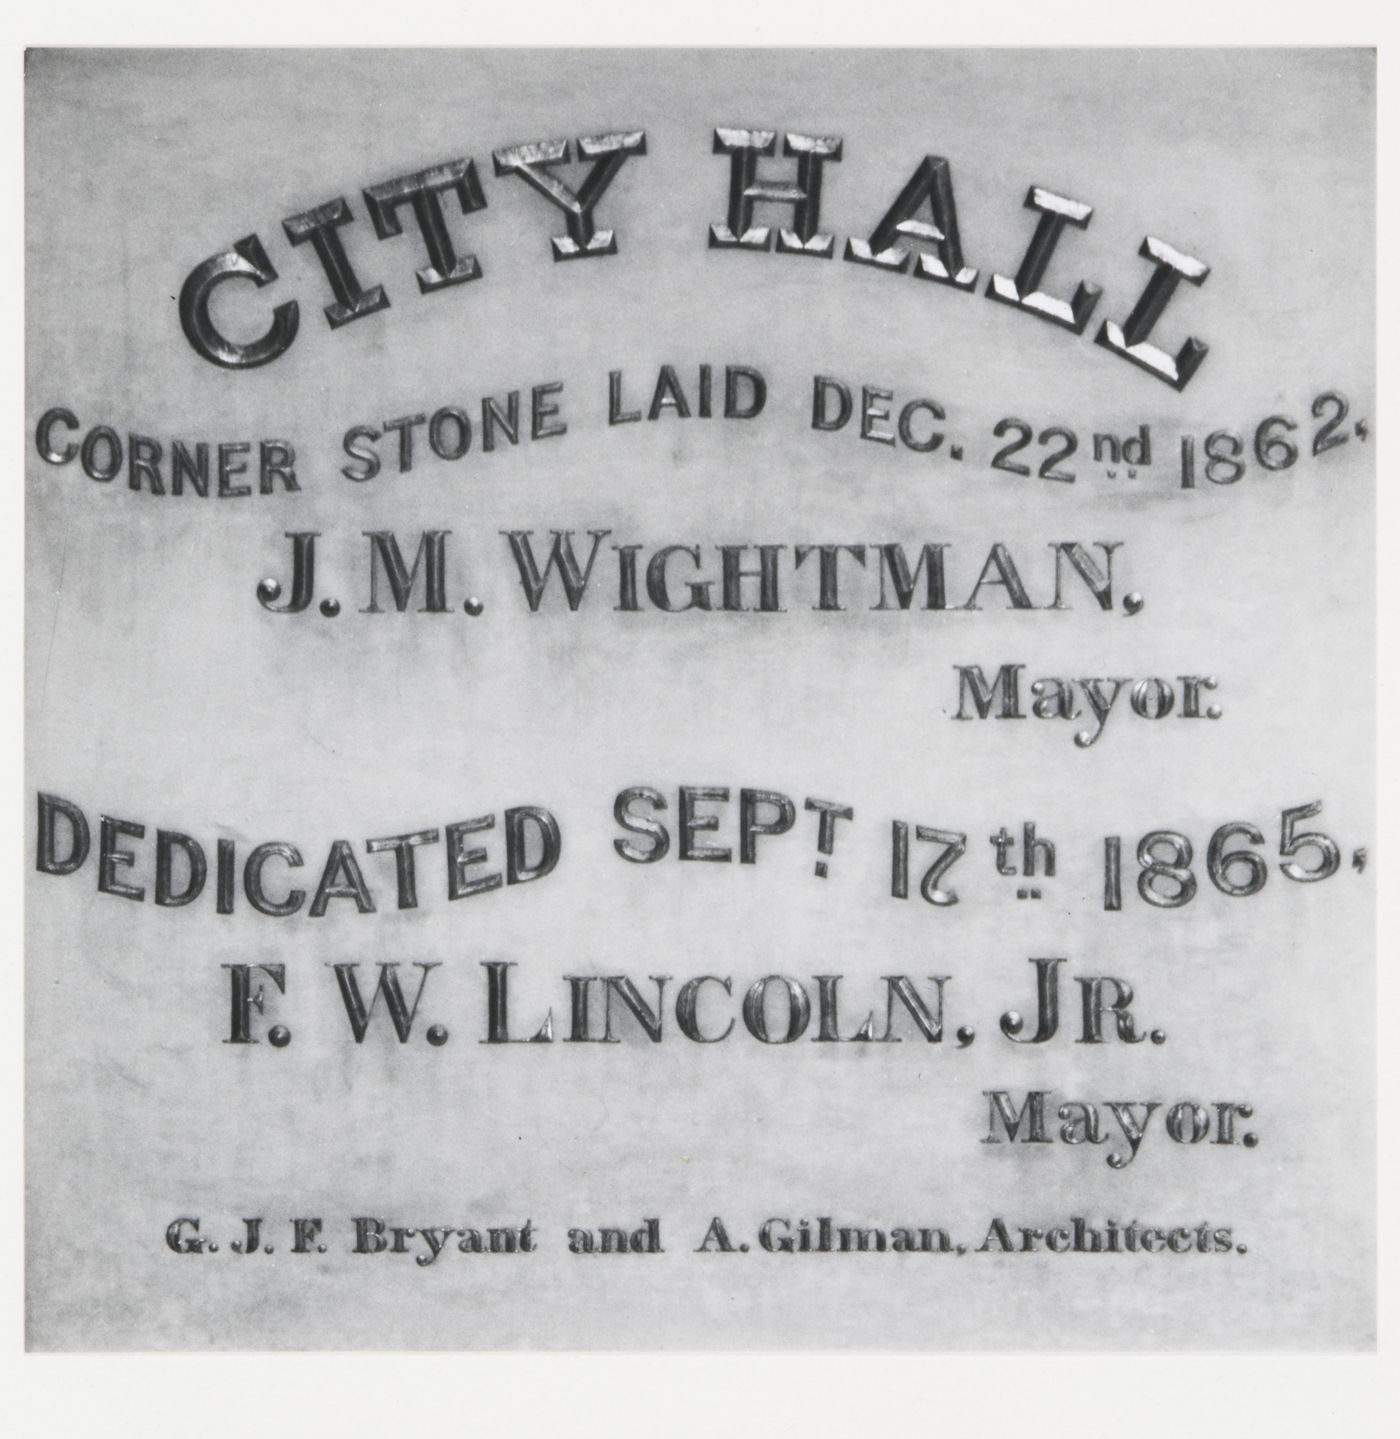 CITY HALL
CORNER STONE LAID DEC. 22nd 1862,
J. M. WIGHTMAN,
Mayor.
DEDICATED SEPT 17th 1865,
F. W. LINCOLN, JR.
Mayor.
G. J. F. Bryant and A. Gilman, Architects.